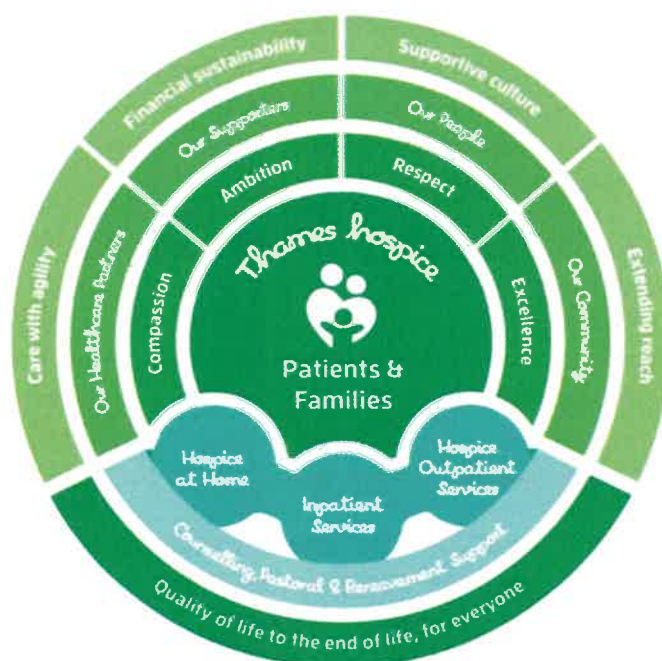 Financial sustainability
Supportive culture
Our Supporters
Our People
Ambition
Respect
Care with agility
Our Healthcare Partners
Compassion
Thames hospice
Patients &
Families
Excellence
Our Community
Extending reach
Hospice
at Home
Inpatient
Services
Hospice
Outpatient
Services
Counselling, Pastoral & Bereavement Support
Quality of life to the end of life, for everyone